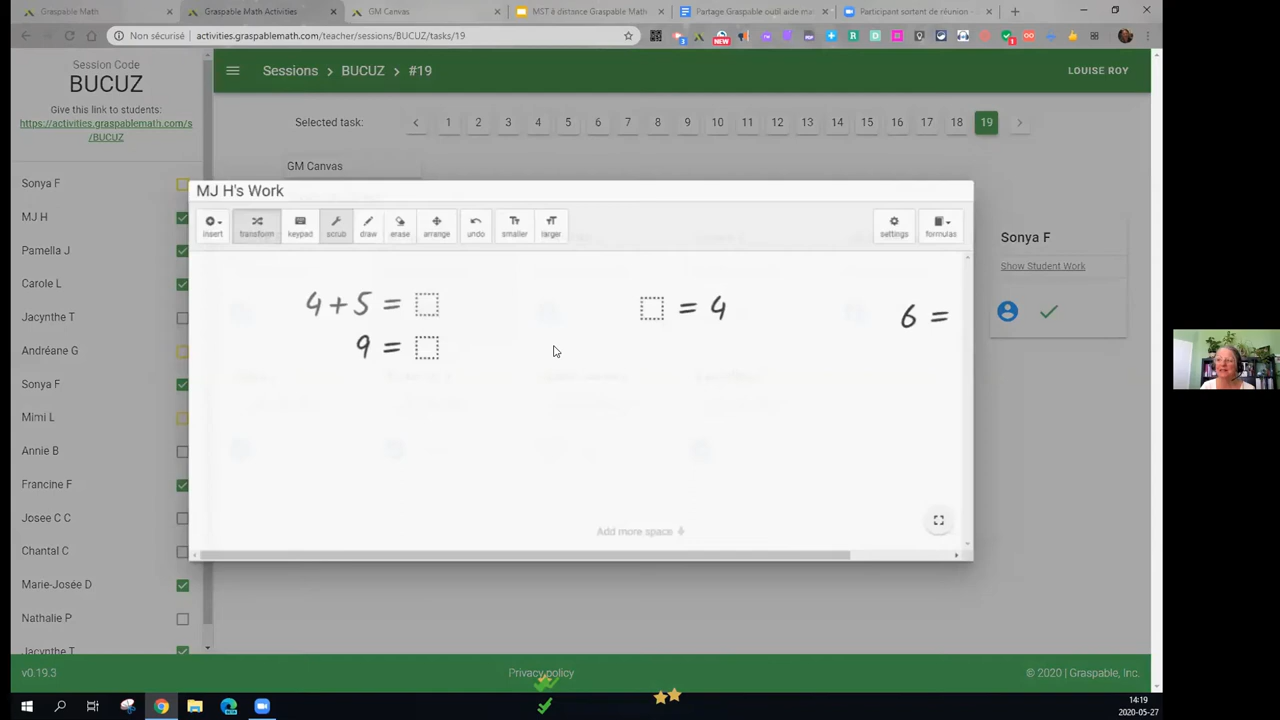 Graspable Math
Graspable Math Activities
GM Canvas
MST à distance Graspable Math
Partage Graspable outil aide ma
Participant sortant de réunion -
Non sécurisé
activities.graspablemath.com/teacher/sessions/BUCUZ/tasks/19
Session Code
BUCUZ
Give this link to students:
https://activities.graspablemath.com/s
/BUCUZ
Sessions > BUCUZ > #19
LOUISE ROY
Selected task:
1 2 3 4 5 6 7 8 9 10 11 12 13 14 15 16 17 18 19
GM Canvas
Sonya F
MJ H
Pamella J
Carole L
Jacynthe T
Andréane G
Sonya F
Mimi L
Annie B
Francine F
Josee C C
Chantal C
Marie-Josée D
Nathalie P
Jacynthe T
MJ H's Work
insert transform keypad scrub draw erase arrange undo smaller larger settings formulas
4 + 5 =
9 =
= 4
6 =
Add more space
Sonya F
Show Student Work
v0.19.3
Privacy policy
© 2020 | Graspable, Inc.
14:19
2020-05-27